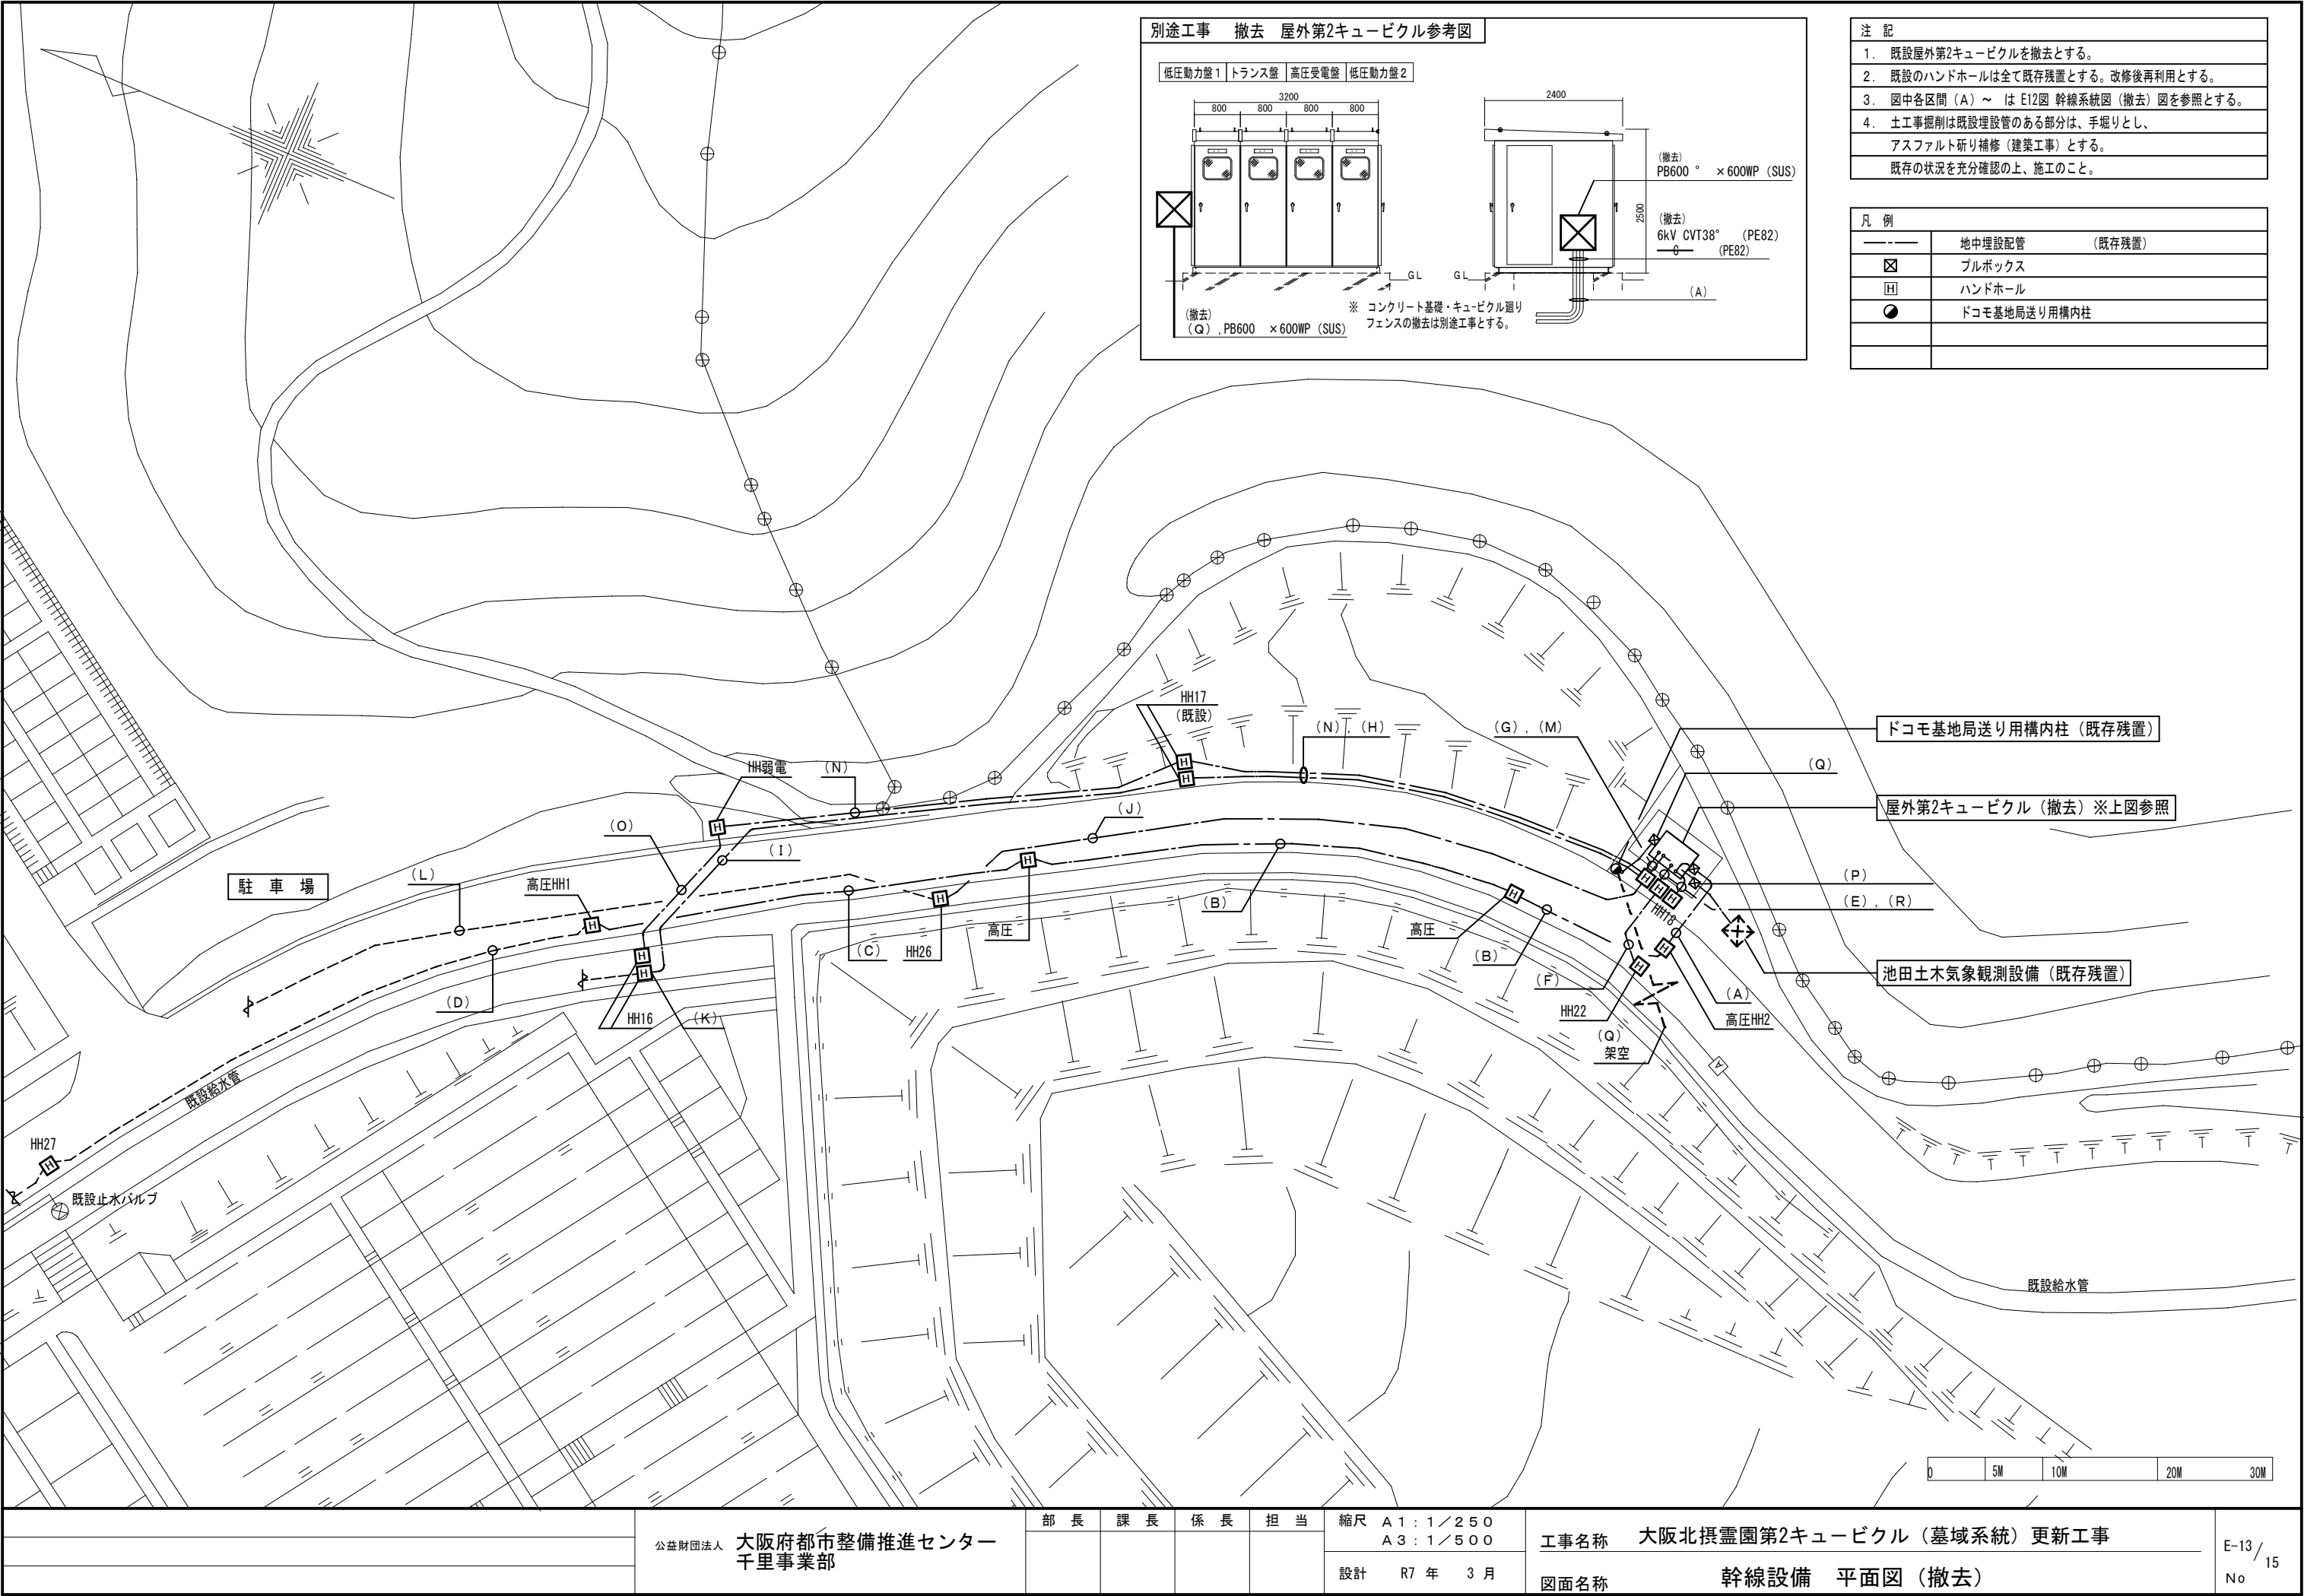 別途工事　撤去　屋外第2キュービクル参考図
低圧動力盤1 トランス盤 高圧受電盤 低圧動力盤2
3200
800 800 800 800
2400
2500
(撤去)
PB600 ° ×600WP (SUS)
(撤去)
6kV CVT38° (PE82)
G (PE82)
(A)
GL
GL
※ コンクリート基礎・キュービクル廻り
フェンスの撤去は別途工事とする。
(撤去)
(Q),PB600 ×600WP(SUS)
注 記
1. 既設屋外第2キュービクルを撤去とする。
2. 既設のハンドホールは全て既存残置とする。改修後再利用とする。
3. 図中各区間(A)～ は E12図 幹線系統図(撤去)図を参照とする。
4. 土工事掘削は既設埋設管のある部分は、手堀りとし、
アスファルト斫り補修(建築工事)とする。
既存の状況を充分確認の上、施工のこと。
凡 例
地中埋設配管 (既存残置)
プルボックス
H ハンドホール
ドコモ基地局送り用構内柱
HH17
(既設)
(N),(H)
(G),(M)
ドコモ基地局送り用構内柱(既存残置)
(Q)
屋外第2キュービクル(撤去)※上図参照
HH弱電
(N)
(O)
(I)
(J)
(L)
駐 車 場
高圧HH1
(P)
(E),(R)
HH18
(B)
高圧
(C)
HH26
高圧
(B)
(F)
(A)
池田土木気象観測設備(既存残置)
(D)
HH16
(K)
HH22
高圧HH2
(Q)
架空
A
既設給水管
HH27
既設止水バルブ
既設給水管
0 5M 10M 20M 30M
公益財団法人 大阪府都市整備推進センター
千里事業部
部 長 課 長 係 長 担 当
縮尺 A1:1/250
A3:1/500
設計 R7 年 3 月
工事名称 大阪北摂霊園第2キュービクル(墓域系統)更新工事
図面名称 幹線設備　平面図(撤去)
E-13/15
No